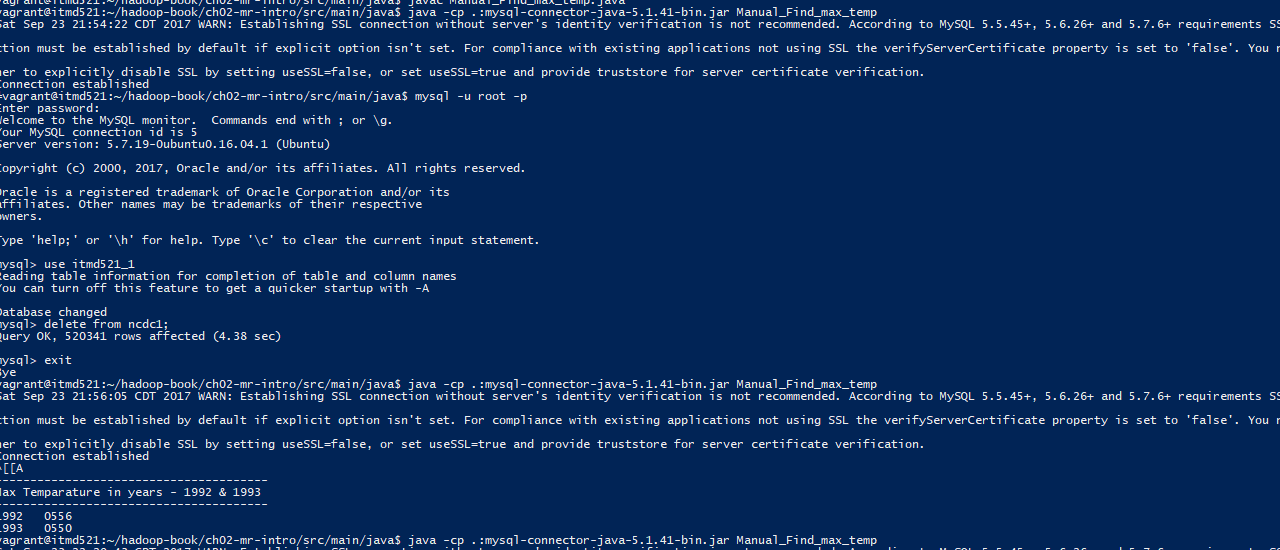 vagrant@itmd521:~/hadoop-book/ch02-mr-intro/src/main/java$ javac Manual_Find_max_temp.java
vagrant@itmd521:~/hadoop-book/ch02-mr-intro/src/main/java$ java -cp .:mysql-connector-java-5.1.41-bin.jar Manual_Find_max_temp
Sat Sep 23 21:54:22 CDT 2017 WARN: Establishing SSL connection without server's identity verification is not recommended. According to MySQL 5.5.45+, 5.6.26+ and 5.7.6+ requirements SS
ction must be established by default if explicit option isn't set. For compliance with existing applications not using SSL the verifyServerCertificate property is set to 'false'. You
her to explicitly disable SSL by setting useSSL=false, or set useSSL=true and provide truststore for server certificate verification.
Connection established
vagrant@itmd521:~/hadoop-book/ch02-mr-intro/src/main/java$ mysql -u root -p
Enter password:
Welcome to the MySQL monitor.  Commands end with ; or \g.
Your MySQL connection id is 5
Server version: 5.7.19-0ubuntu0.16.04.1 (Ubuntu)
Copyright (c) 2000, 2017, Oracle and/or its affiliates. All rights reserved.
Oracle is a registered trademark of Oracle Corporation and/or its
affiliates. Other names may be trademarks of their respective
owners.
Type 'help;' or '\h' for help. Type '\c' to clear the current input statement.
mysql> use itmd521_1
Reading table information for completion of table and column names
You can turn off this feature to get a quicker startup with -A
Database changed
mysql> delete from ncdc1;
Query OK, 520341 rows affected (4.38 sec)
mysql> exit
Bye
vagrant@itmd521:~/hadoop-book/ch02-mr-intro/src/main/java$ java -cp .:mysql-connector-java-5.1.41-bin.jar Manual_Find_max_temp
Sat Sep 23 21:56:05 CDT 2017 WARN: Establishing SSL connection without server's identity verification is not recommended. According to MySQL 5.5.45+, 5.6.26+ and 5.7.6+ requirements SS
ction must be established by default if explicit option isn't set. For compliance with existing applications not using SSL the verifyServerCertificate property is set to 'false'. You
her to explicitly disable SSL by setting useSSL=false, or set useSSL=true and provide truststore for server certificate verification.
Connection established
^[[A
--------------------------------------
Max Temparature in years - 1992 & 1993
--------------------------------------
1992   0556
1993   0550
vagrant@itmd521:~/hadoop-book/ch02-mr-intro/src/main/java$ java -cp .:mysql-connector-java-5.1.41-bin.jar Manual_Find_max_temp